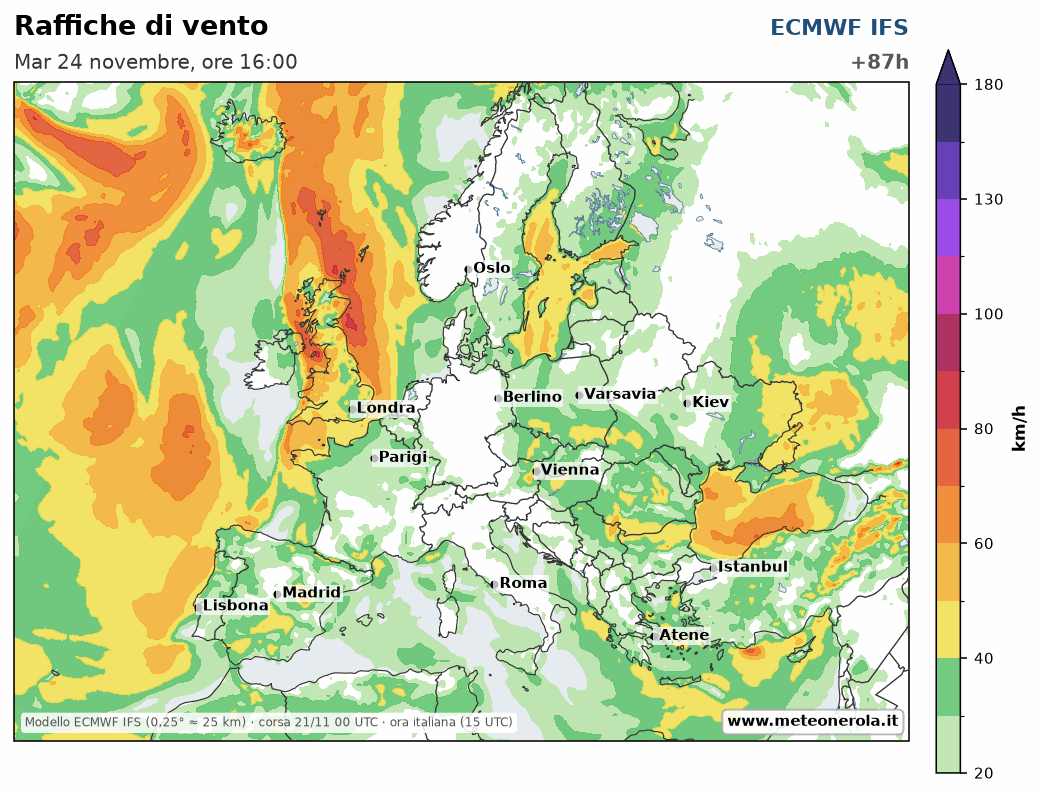 Raffiche di vento
ECMWF IFS
Mar 24 novembre, ore 16:00
+87h
180
130
100
80
60
40
20
km/h
Oslo
Londra
Berlino
Varsavia
Kiev
Parigi
Vienna
Istanbul
Roma
Madrid
Lisbona
Atene
Modello ECMWF IFS (0,25° ≈ 25 km) · corsa 21/11 00 UTC · ora italiana (15 UTC)
www.meteonerola.it